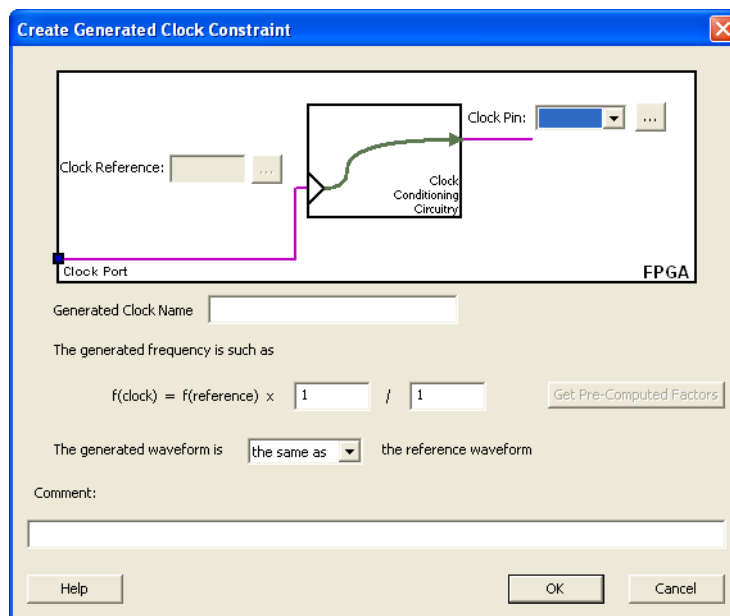 Create Generated Clock Constraint
Clock Pin:
...
Clock Reference:
...
Clock
Conditioning
Circuitry
Clock Port
FPGA
Generated Clock Name
The generated frequency is such as
f(clock) = f(reference) x 1 / 1 Get Pre-Computed Factors
The generated waveform is the same as the reference waveform
Comment:
Help OK Cancel